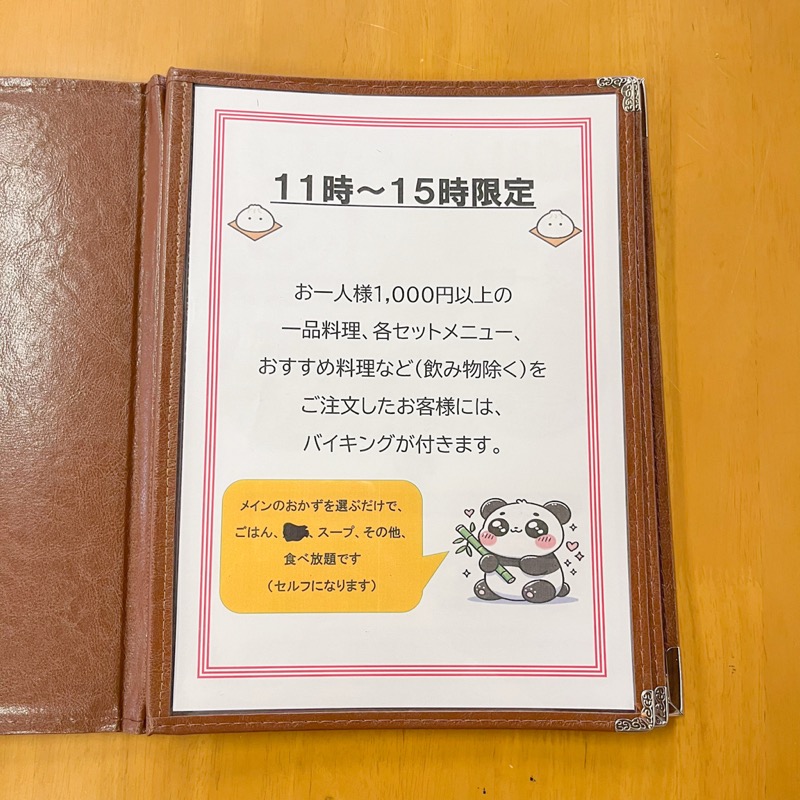 11時～15時限定
お一人様1,000円以上の
一品料理、各セットメニュー、
おすすめ料理など(飲み物除く)を
ご注文したお客様には、
バイキングが付きます。
メインのおかずを選ぶだけで、
ごはん、、スープ、その他、
食べ放題です
(セルフになります)